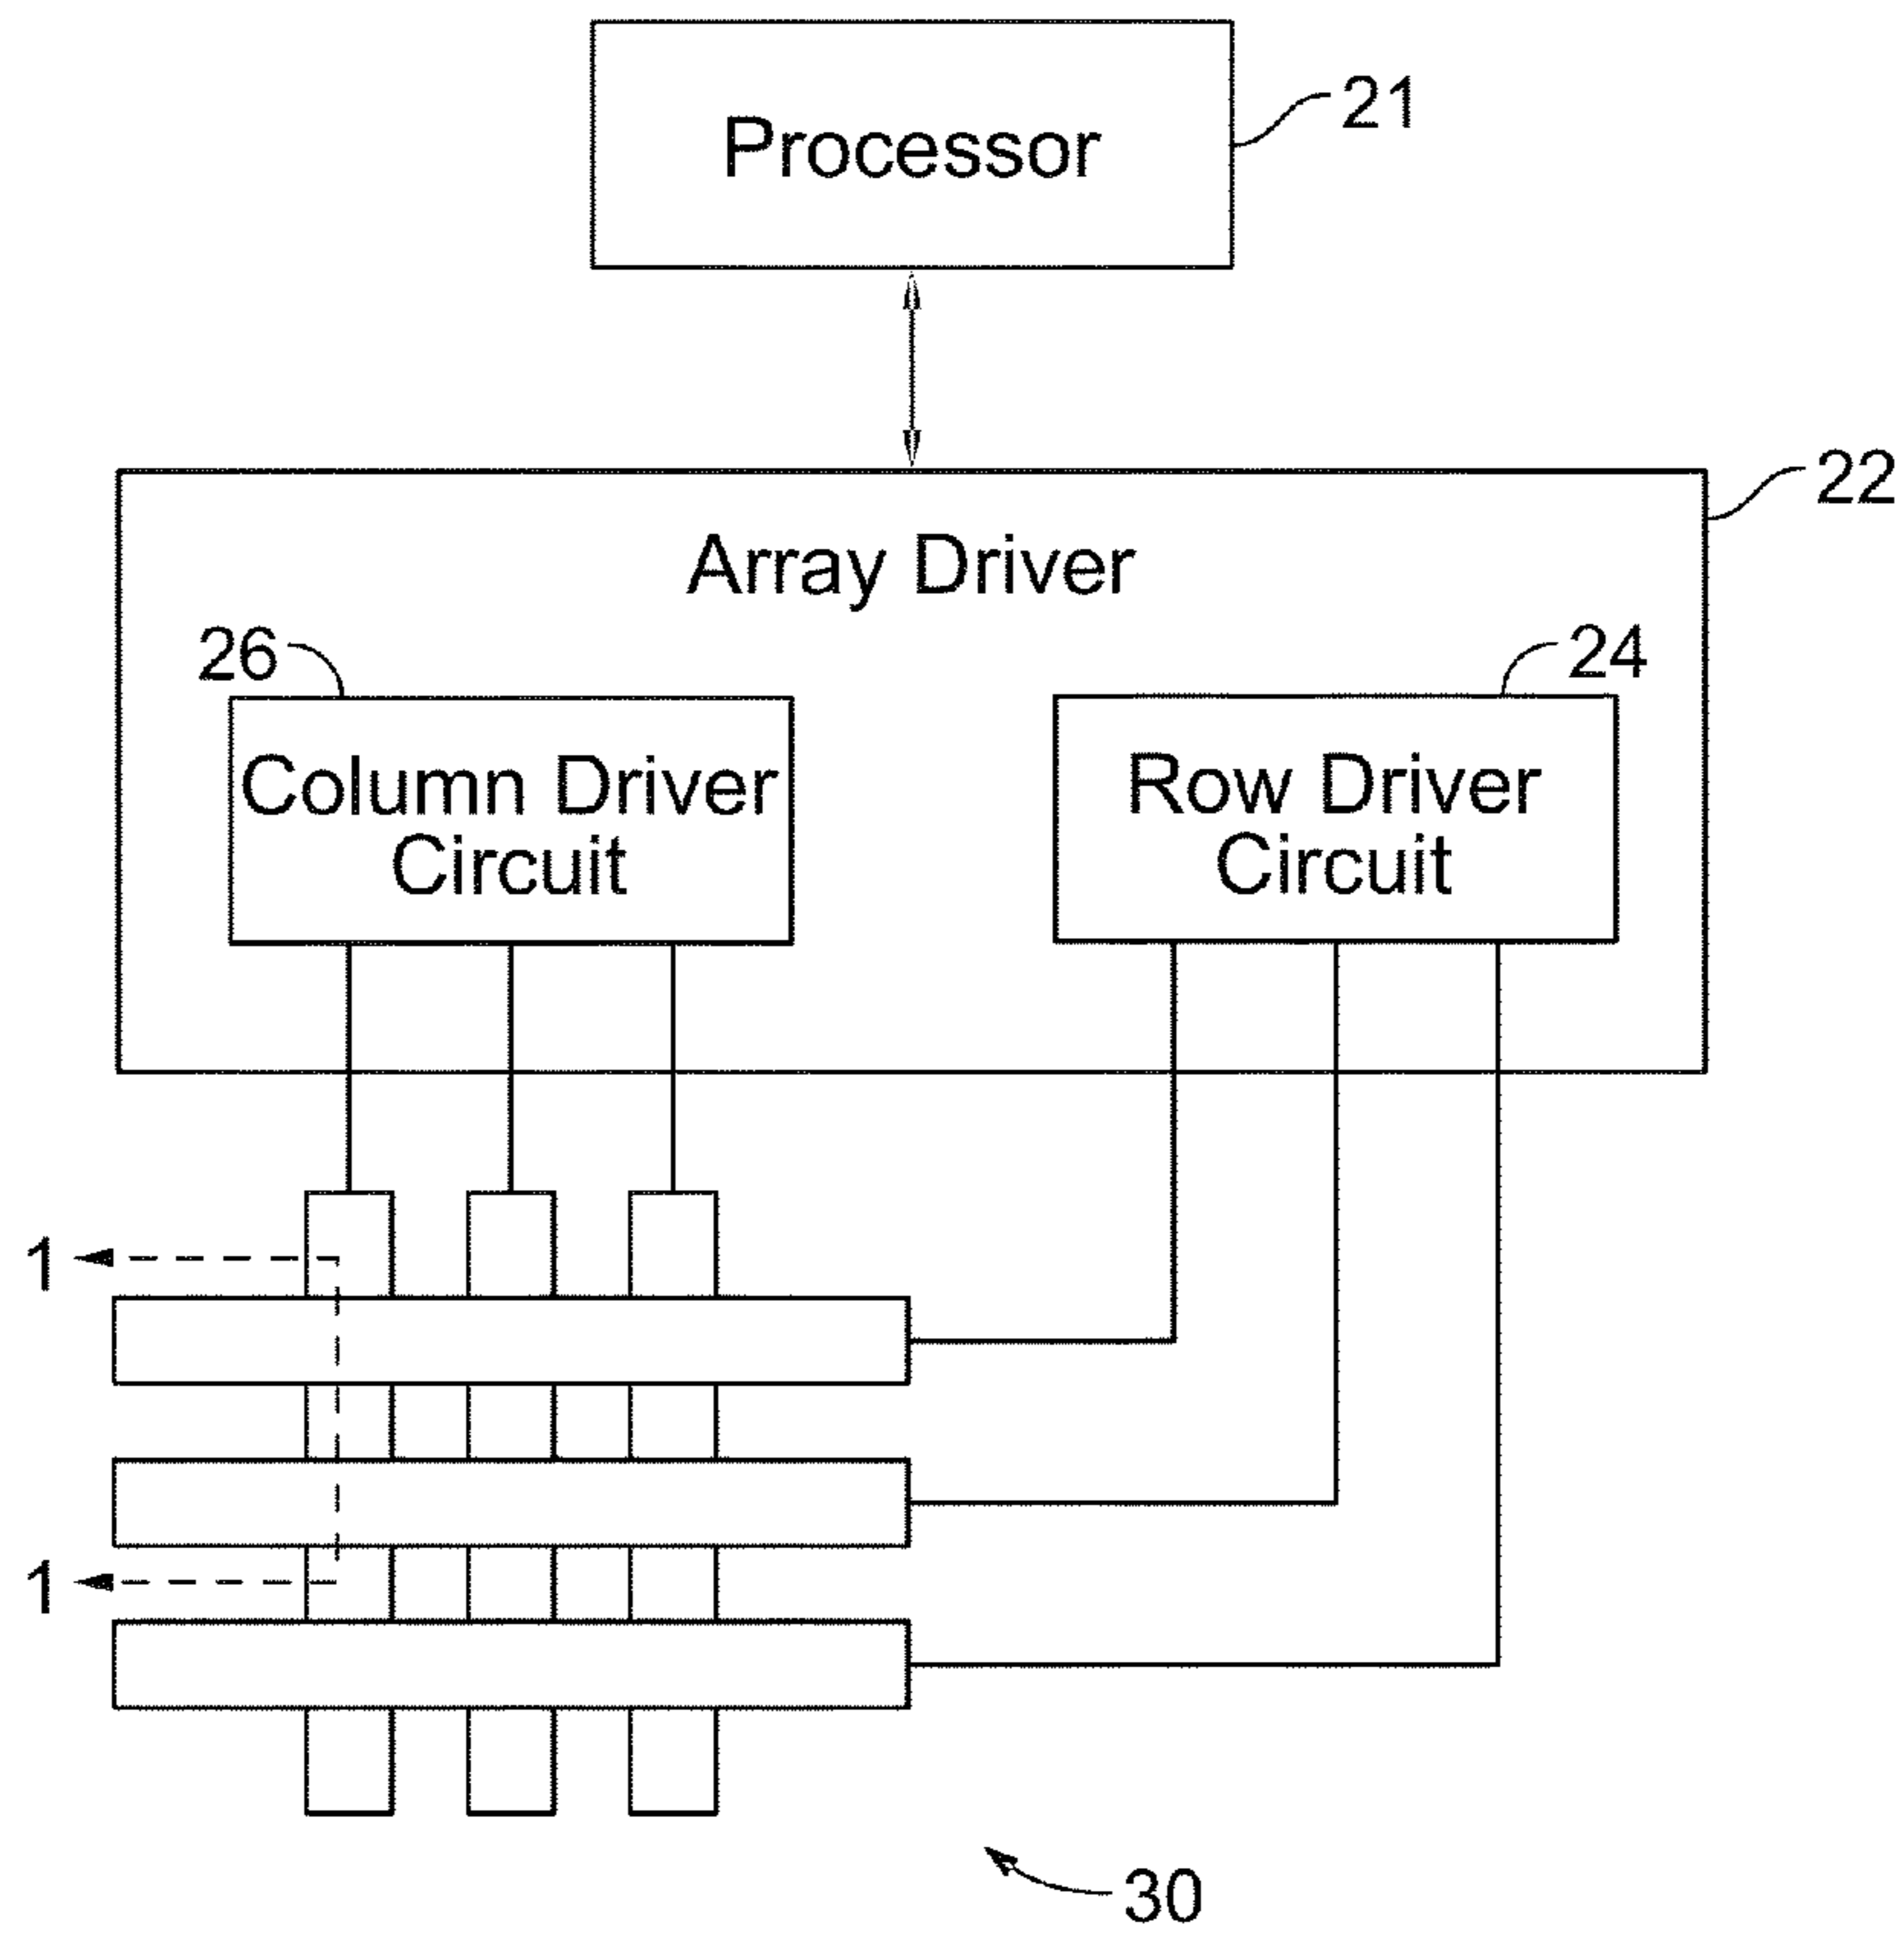 Processor
21
22
Array Driver
26
24
Column Driver
Circuit
Row Driver
Circuit
1
1
30